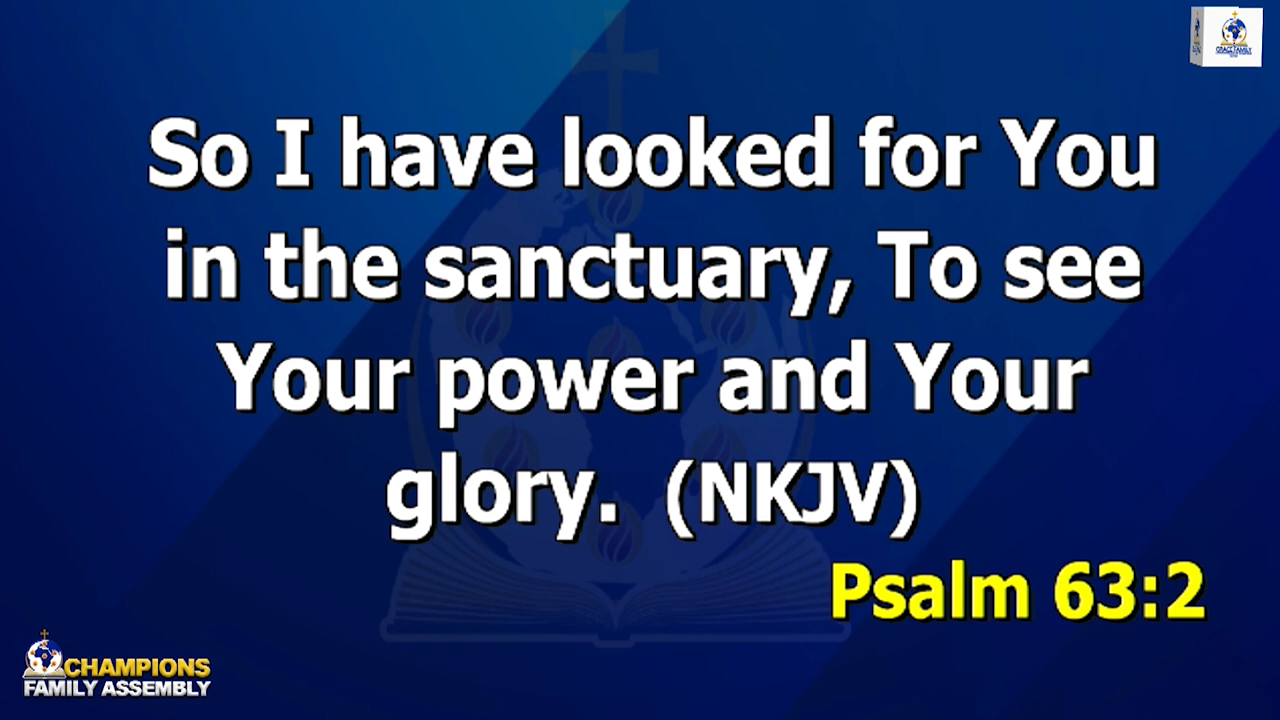 So I have looked for You
in the sanctuary, To see
Your power and Your
glory. (NKJV)
Psalm 63:2
CHAMPIONS
FAMILY ASSEMBLY